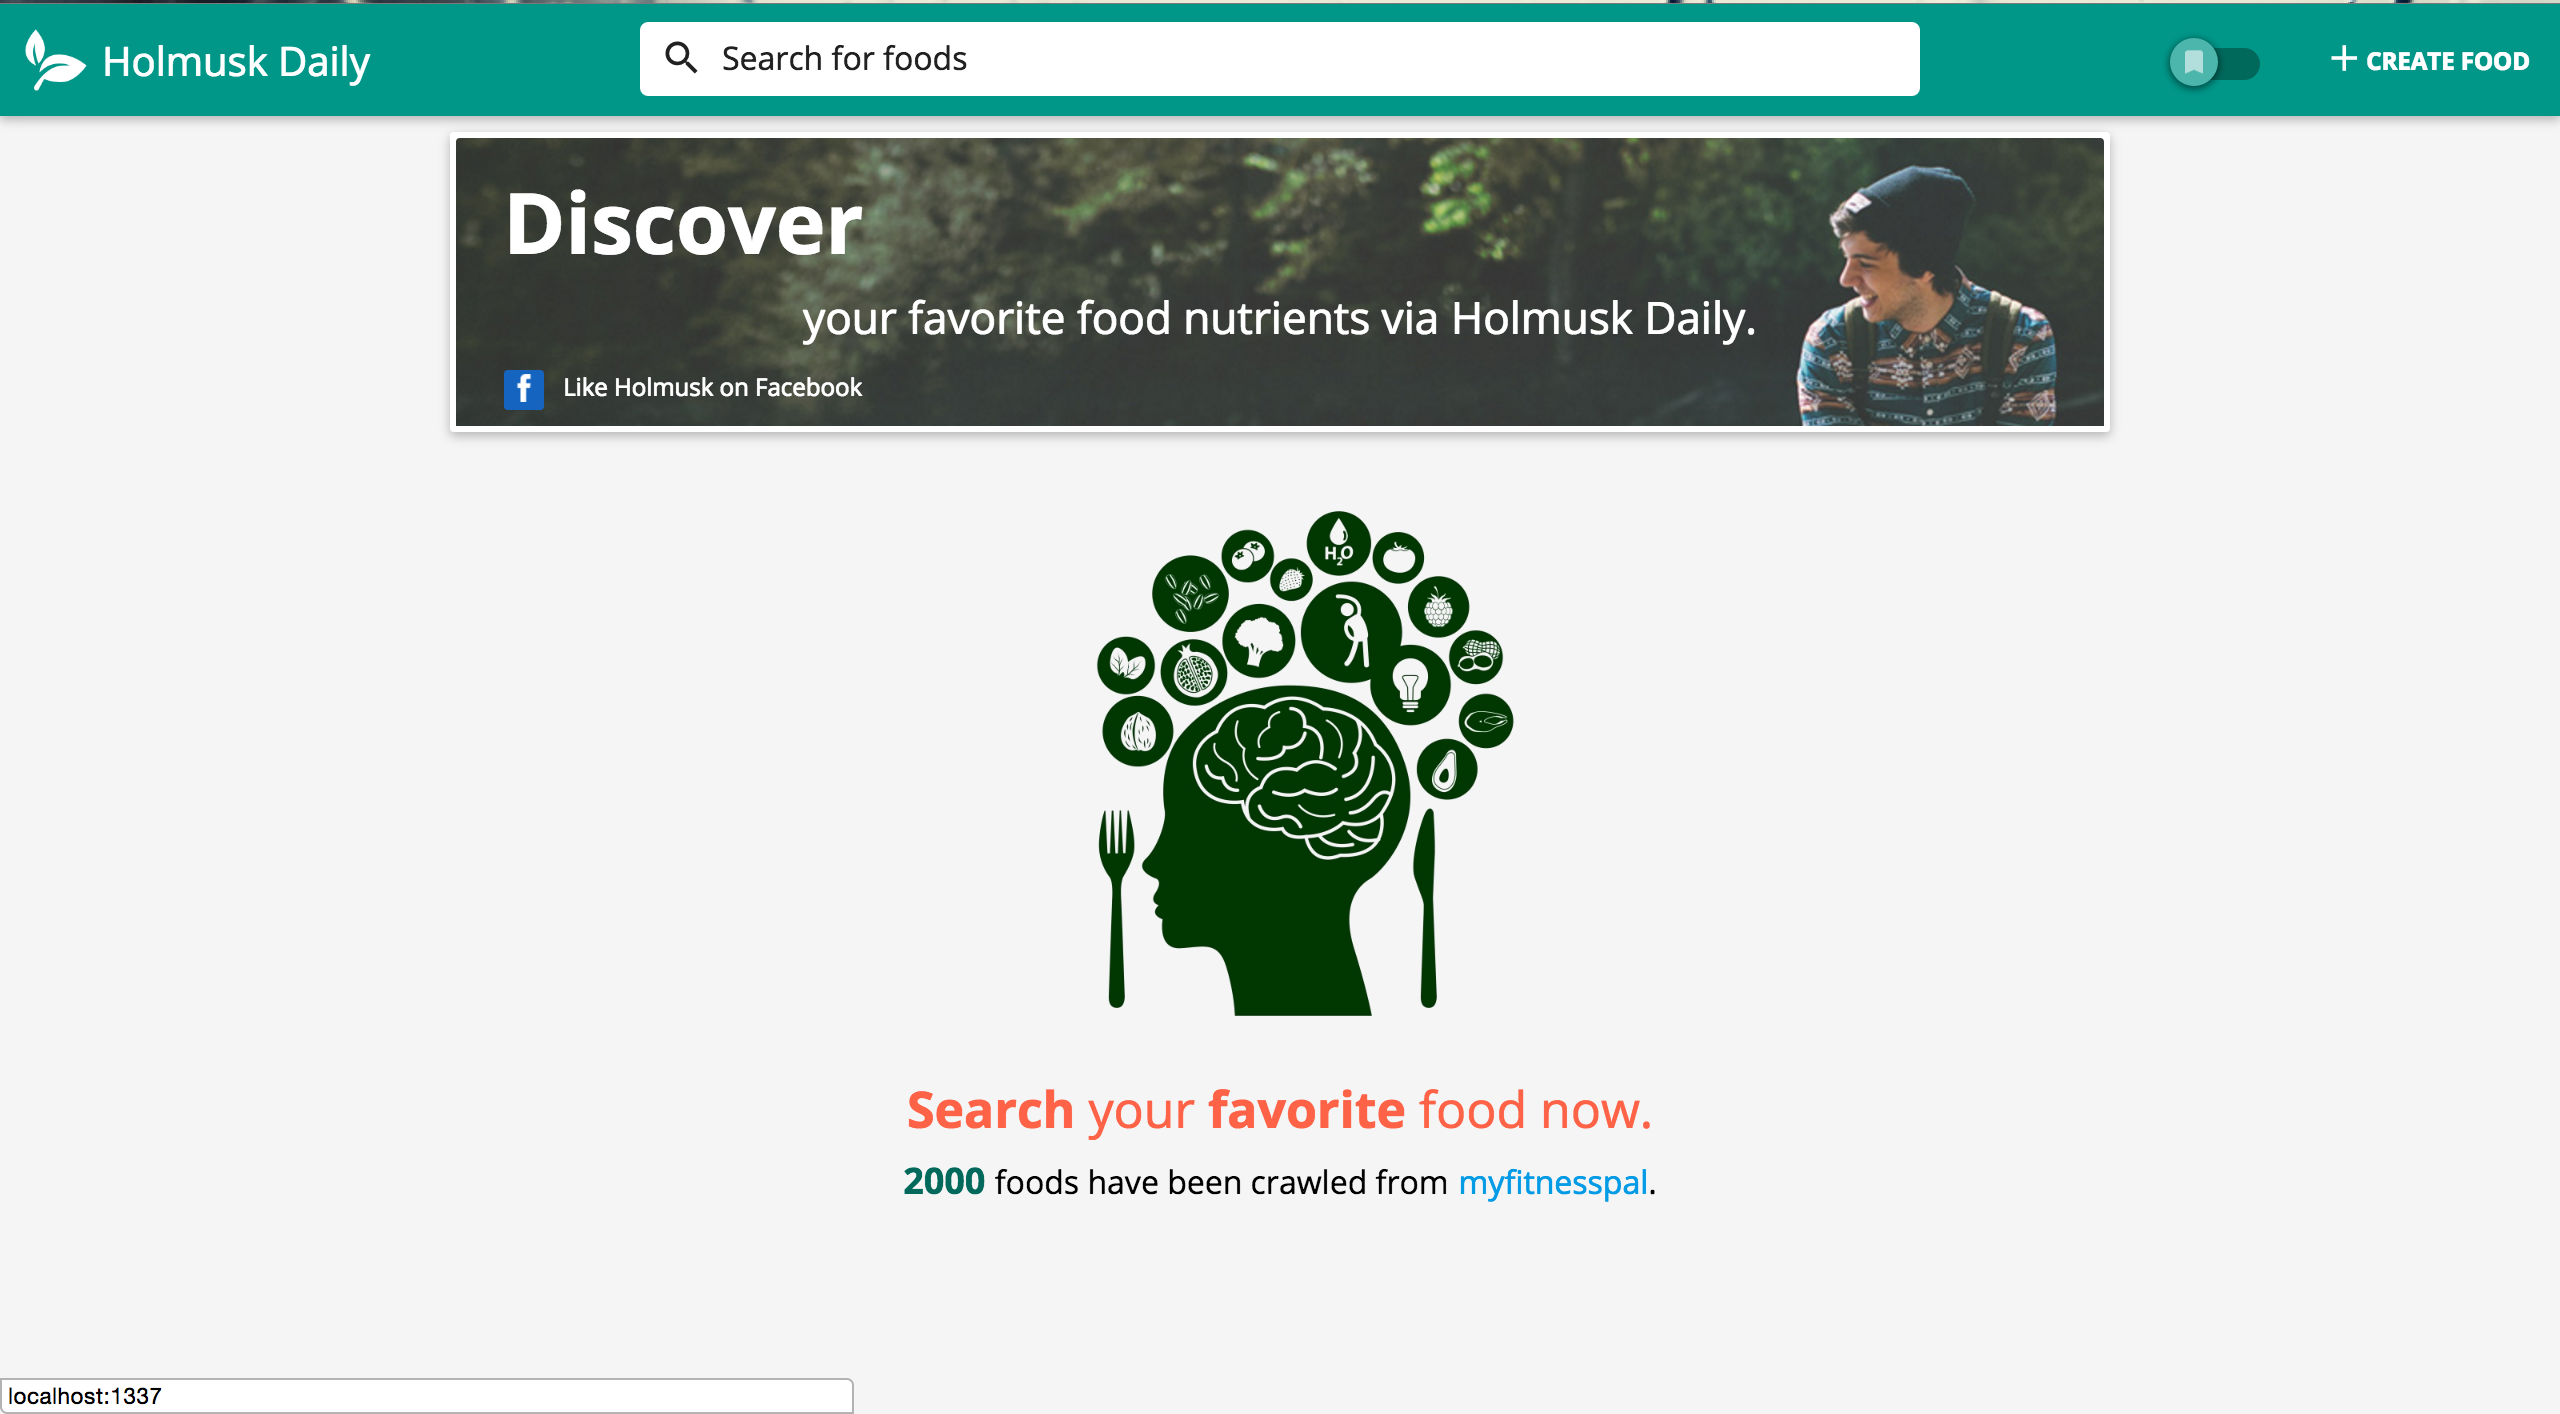 Holmusk Daily
Search for foods
CREATE FOOD
Discover
your favorite food nutrients via Holmusk Daily.
f Like Holmusk on Facebook
H2O
Search your favorite food now.
2000 foods have been crawled from myfitnesspal.
localhost:1337